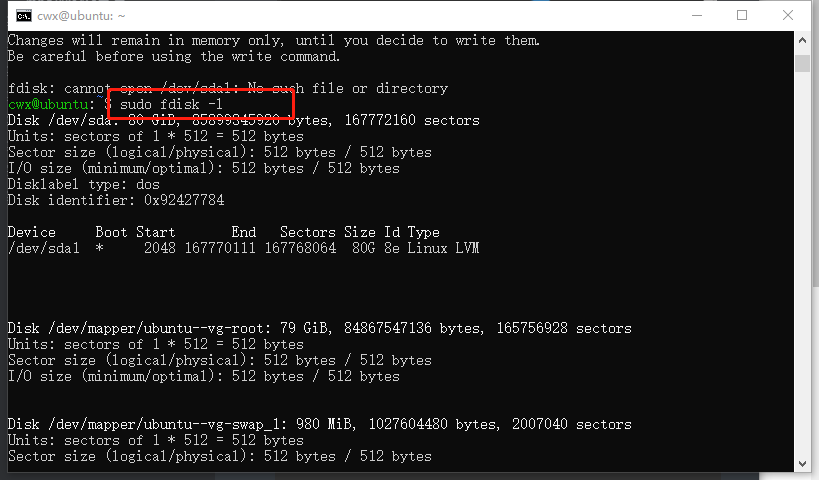 cwx@ubuntu: ~
Changes will remain in memory only, until you decide to write them.
Be careful before using the write command.
fdisk: cannot open /dev/sda1: No such file or directory
cwx@ubuntu:~$ sudo fdisk -l
Disk /dev/sda: 80 GiB, 85899345920 bytes, 167772160 sectors
Units: sectors of 1 * 512 = 512 bytes
Sector size (logical/physical): 512 bytes / 512 bytes
I/O size (minimum/optimal): 512 bytes / 512 bytes
Disklabel type: dos
Disk identifier: 0x92427784
Device     Boot Start       End   Sectors Size Id Type
/dev/sda1  *     2048 167770111 167768064  80G 8e Linux LVM
Disk /dev/mapper/ubuntu--vg-root: 79 GiB, 84867547136 bytes, 165756928 sectors
Units: sectors of 1 * 512 = 512 bytes
Sector size (logical/physical): 512 bytes / 512 bytes
I/O size (minimum/optimal): 512 bytes / 512 bytes
Disk /dev/mapper/ubuntu--vg-swap_1: 980 MiB, 1027604480 bytes, 2007040 sectors
Units: sectors of 1 * 512 = 512 bytes
Sector size (logical/physical): 512 bytes / 512 bytes